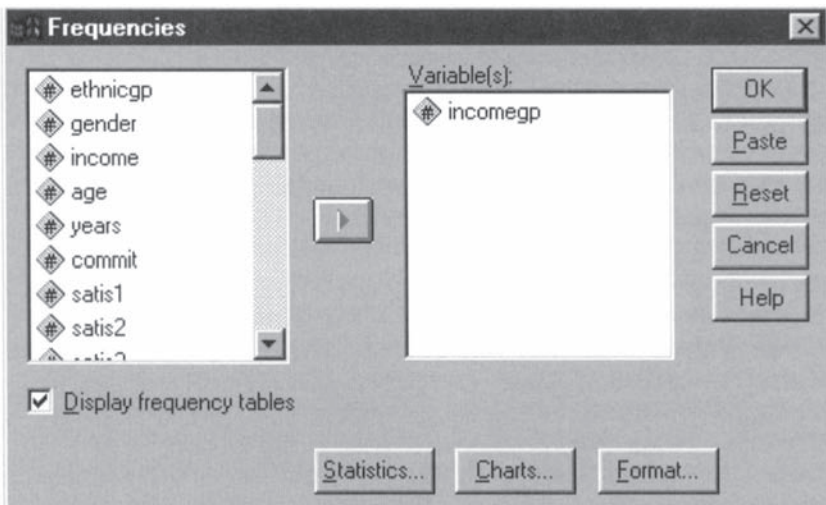 Frequencies
ethnicgp
gender
income
age
years
commit
satis1
satis2
Variable(s):
incomegp
OK
Paste
Reset
Cancel
Help
Display frequency tables
Statistics...
Charts...
Format...